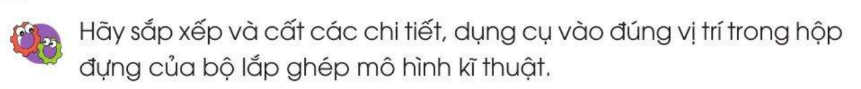 Hãy sắp xếp và cất các chi tiết, dụng cụ vào đúng vị trí trong hộp
đựng của bộ lắp ghép mô hình kĩ thuật.